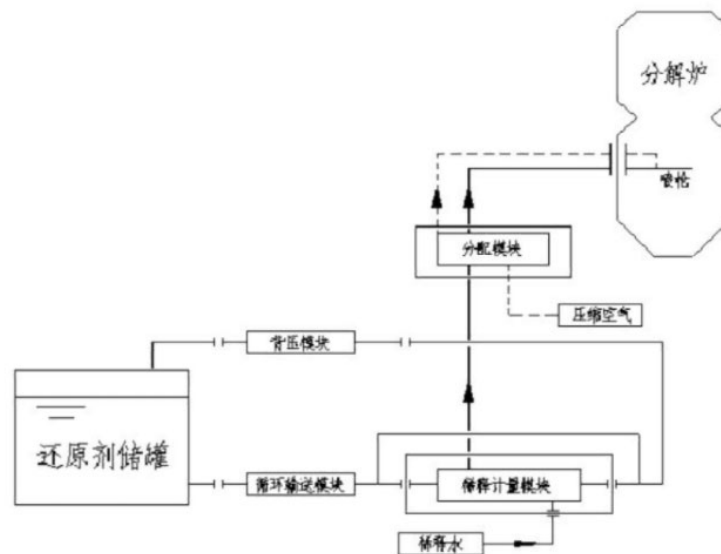 分解炉
喷枪
分配模块
压缩空气
背压模块
还原剂储罐
循环输送模块
稀释计量模块
稀释水